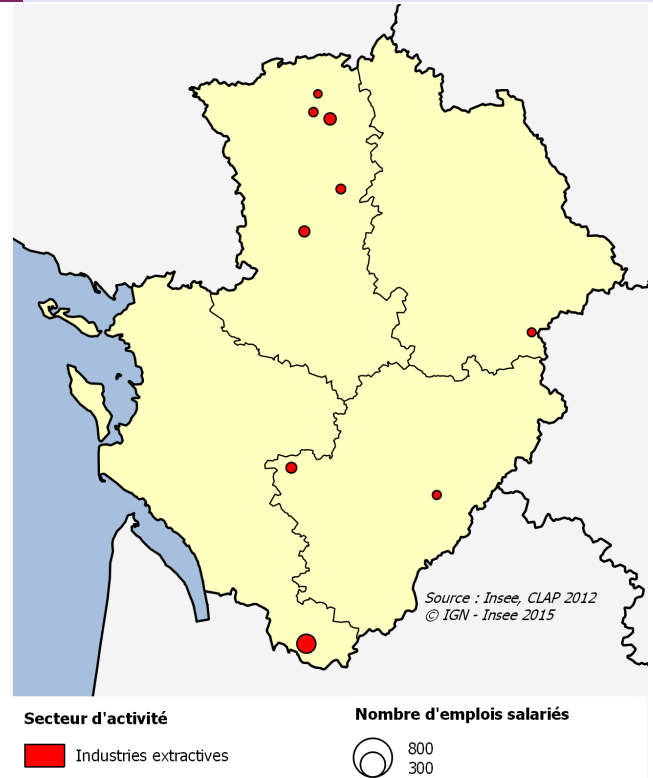 Source : Insee, CLAP 2012
© IGN - Insee 2015
Secteur d'activité
Industries extractives
Nombre d'emplois salariés
800
300